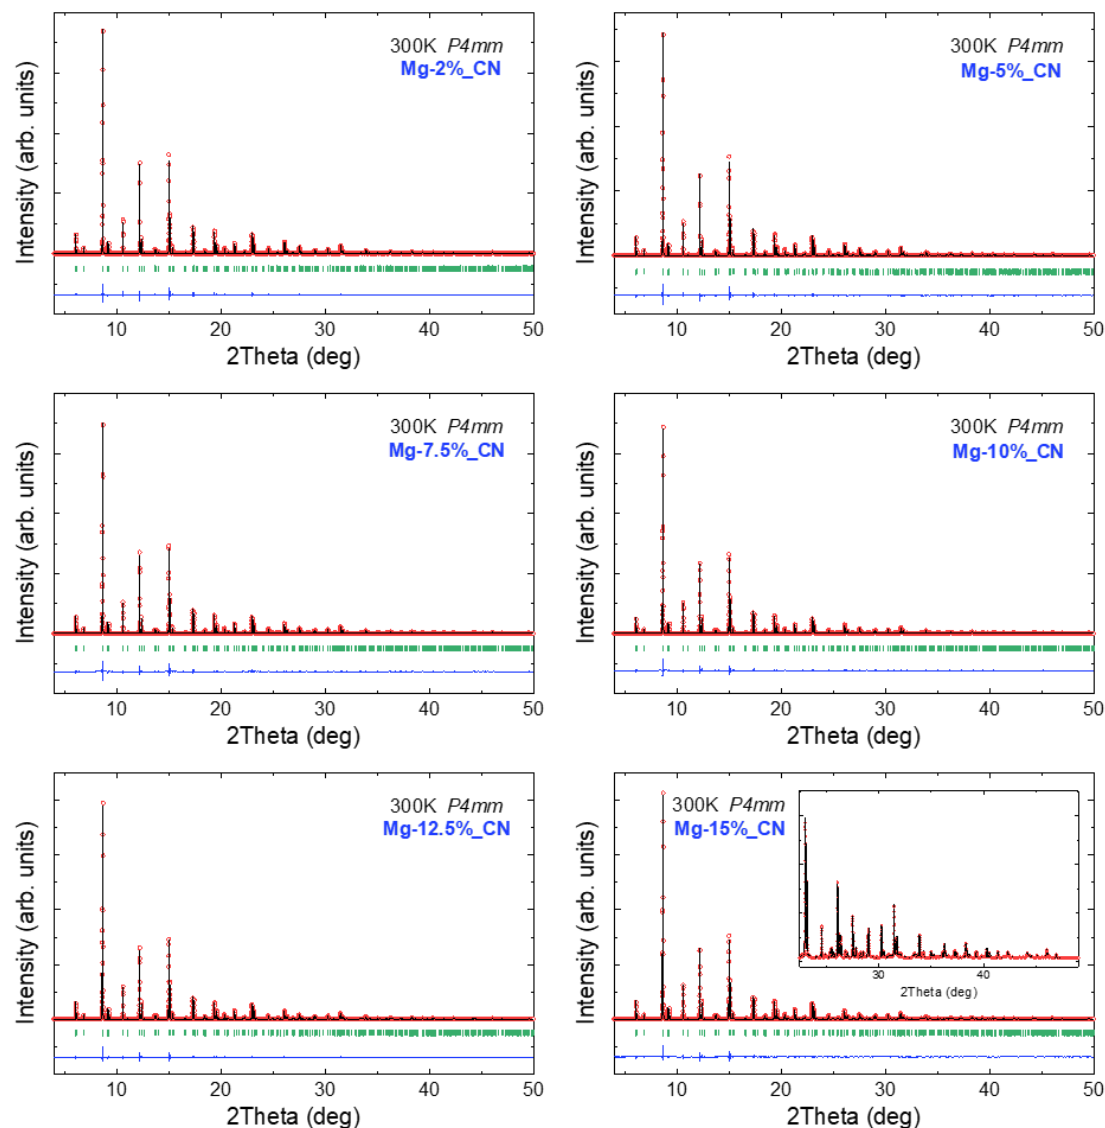 300K P4mm
Mg-2%_CN
Intensity (arb. units)
10 20 30 40 50
2Theta (deg)
300K P4mm
Mg-5%_CN
Intensity (arb. units)
10 20 30 40 50
2Theta (deg)
300K P4mm
Mg-7.5%_CN
Intensity (arb. units)
10 20 30 40 50
2Theta (deg)
300K P4mm
Mg-10%_CN
Intensity (arb. units)
10 20 30 40 50
2Theta (deg)
300K P4mm
Mg-12.5%_CN
Intensity (arb. units)
10 20 30 40 50
2Theta (deg)
300K P4mm
Mg-15%_CN
30 40
2Theta (deg)
Intensity (arb. units)
10 20 30 40 50
2Theta (deg)